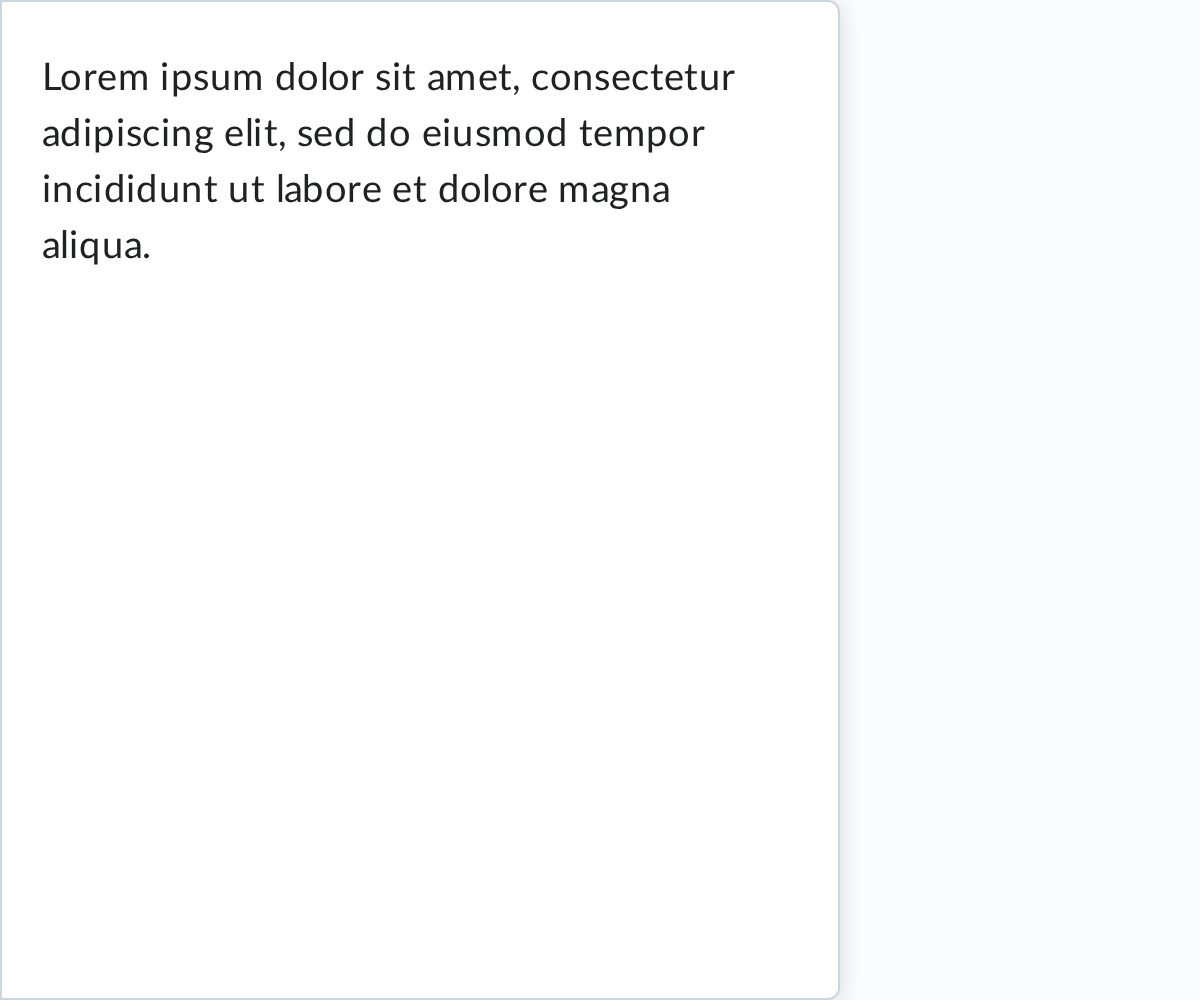 Lorem ipsum dolor sit amet, consectetur
adipiscing elit, sed do eiusmod tempor
incididunt ut labore et dolore magna
aliqua.